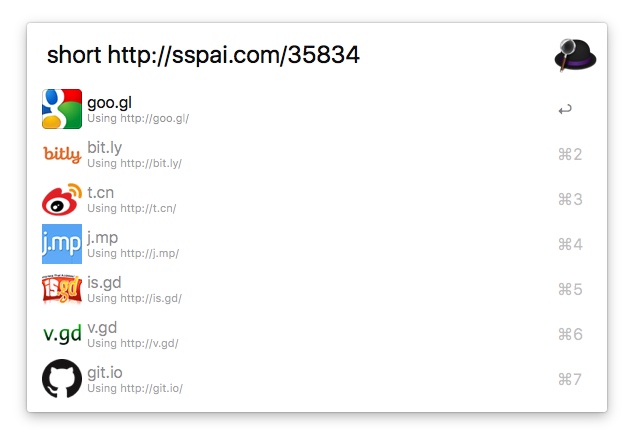 short http://sspai.com/35834
goo.gl
Using http://goo.gl/
↩
bitly
bit.ly
Using http://bit.ly/
⌘2
t.cn
Using http://t.cn/
⌘3
j.mp
j.mp
Using http://j.mp/
⌘4
is.gd
is.gd
Using http://is.gd/
⌘5
v.gd
v.gd
Using http://v.gd/
⌘6
git.io
Using http://git.io/
⌘7